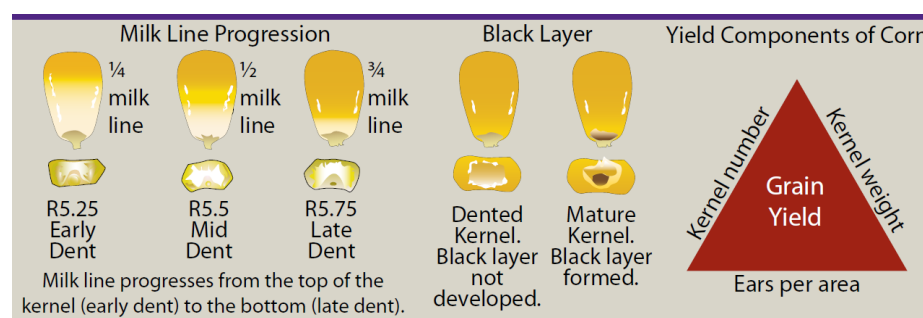 Milk Line Progression
¼
milk
line
½
milk
line
¾
milk
line
R5.25
Early
Dent
R5.5
Mid
Dent
R5.75
Late
Dent
Milk line progresses from the top of the
kernel (early dent) to the bottom (late dent).
Black Layer
Dented
Kernel.
Black layer
not
developed.
Mature
Kernel.
Black layer
formed.
Yield Components of Corn
Kernel number
Kernel weight
Grain
Yield
Ears per area